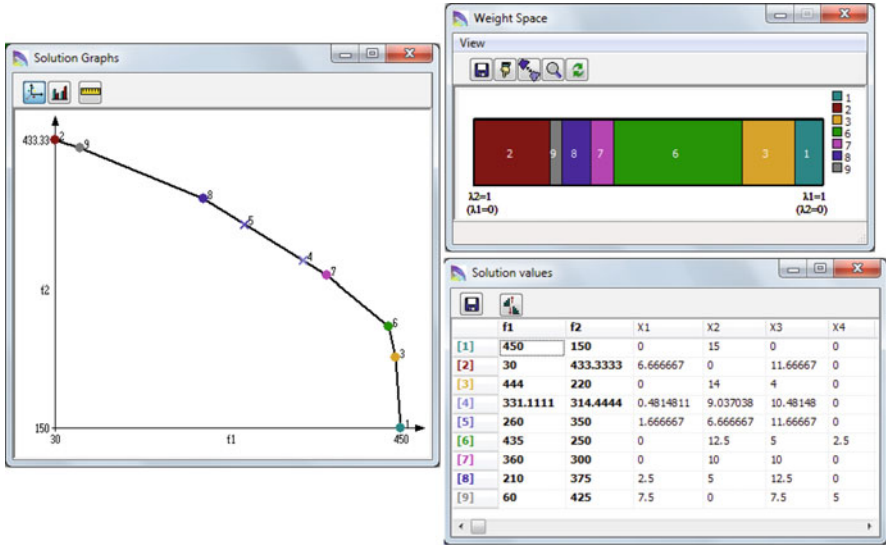 Solution Graphs
433.33
2
9
8
5
4
7
6
3
1
f2
150
30
f1
450
Weight Space
View
2 9 8 7 6 3 1
1
2
3
6
7
8
9
λ2=1
(λ1=0)
λ1=1
(λ2=0)
Solution values
f1 f2 X1 X2 X3 X4
[1] 450 150 0 15 0 0
[2] 30 433.3333 6.666667 0 11.66667 0
[3] 444 220 0 14 4 0
[4] 331.1111 314.4444 0.4814811 9.037038 10.48148 0
[5] 260 350 1.666667 6.666667 11.66667 0
[6] 435 250 0 12.5 5 2.5
[7] 360 300 0 10 10 0
[8] 210 375 2.5 5 12.5 0
[9] 60 425 7.5 0 7.5 5